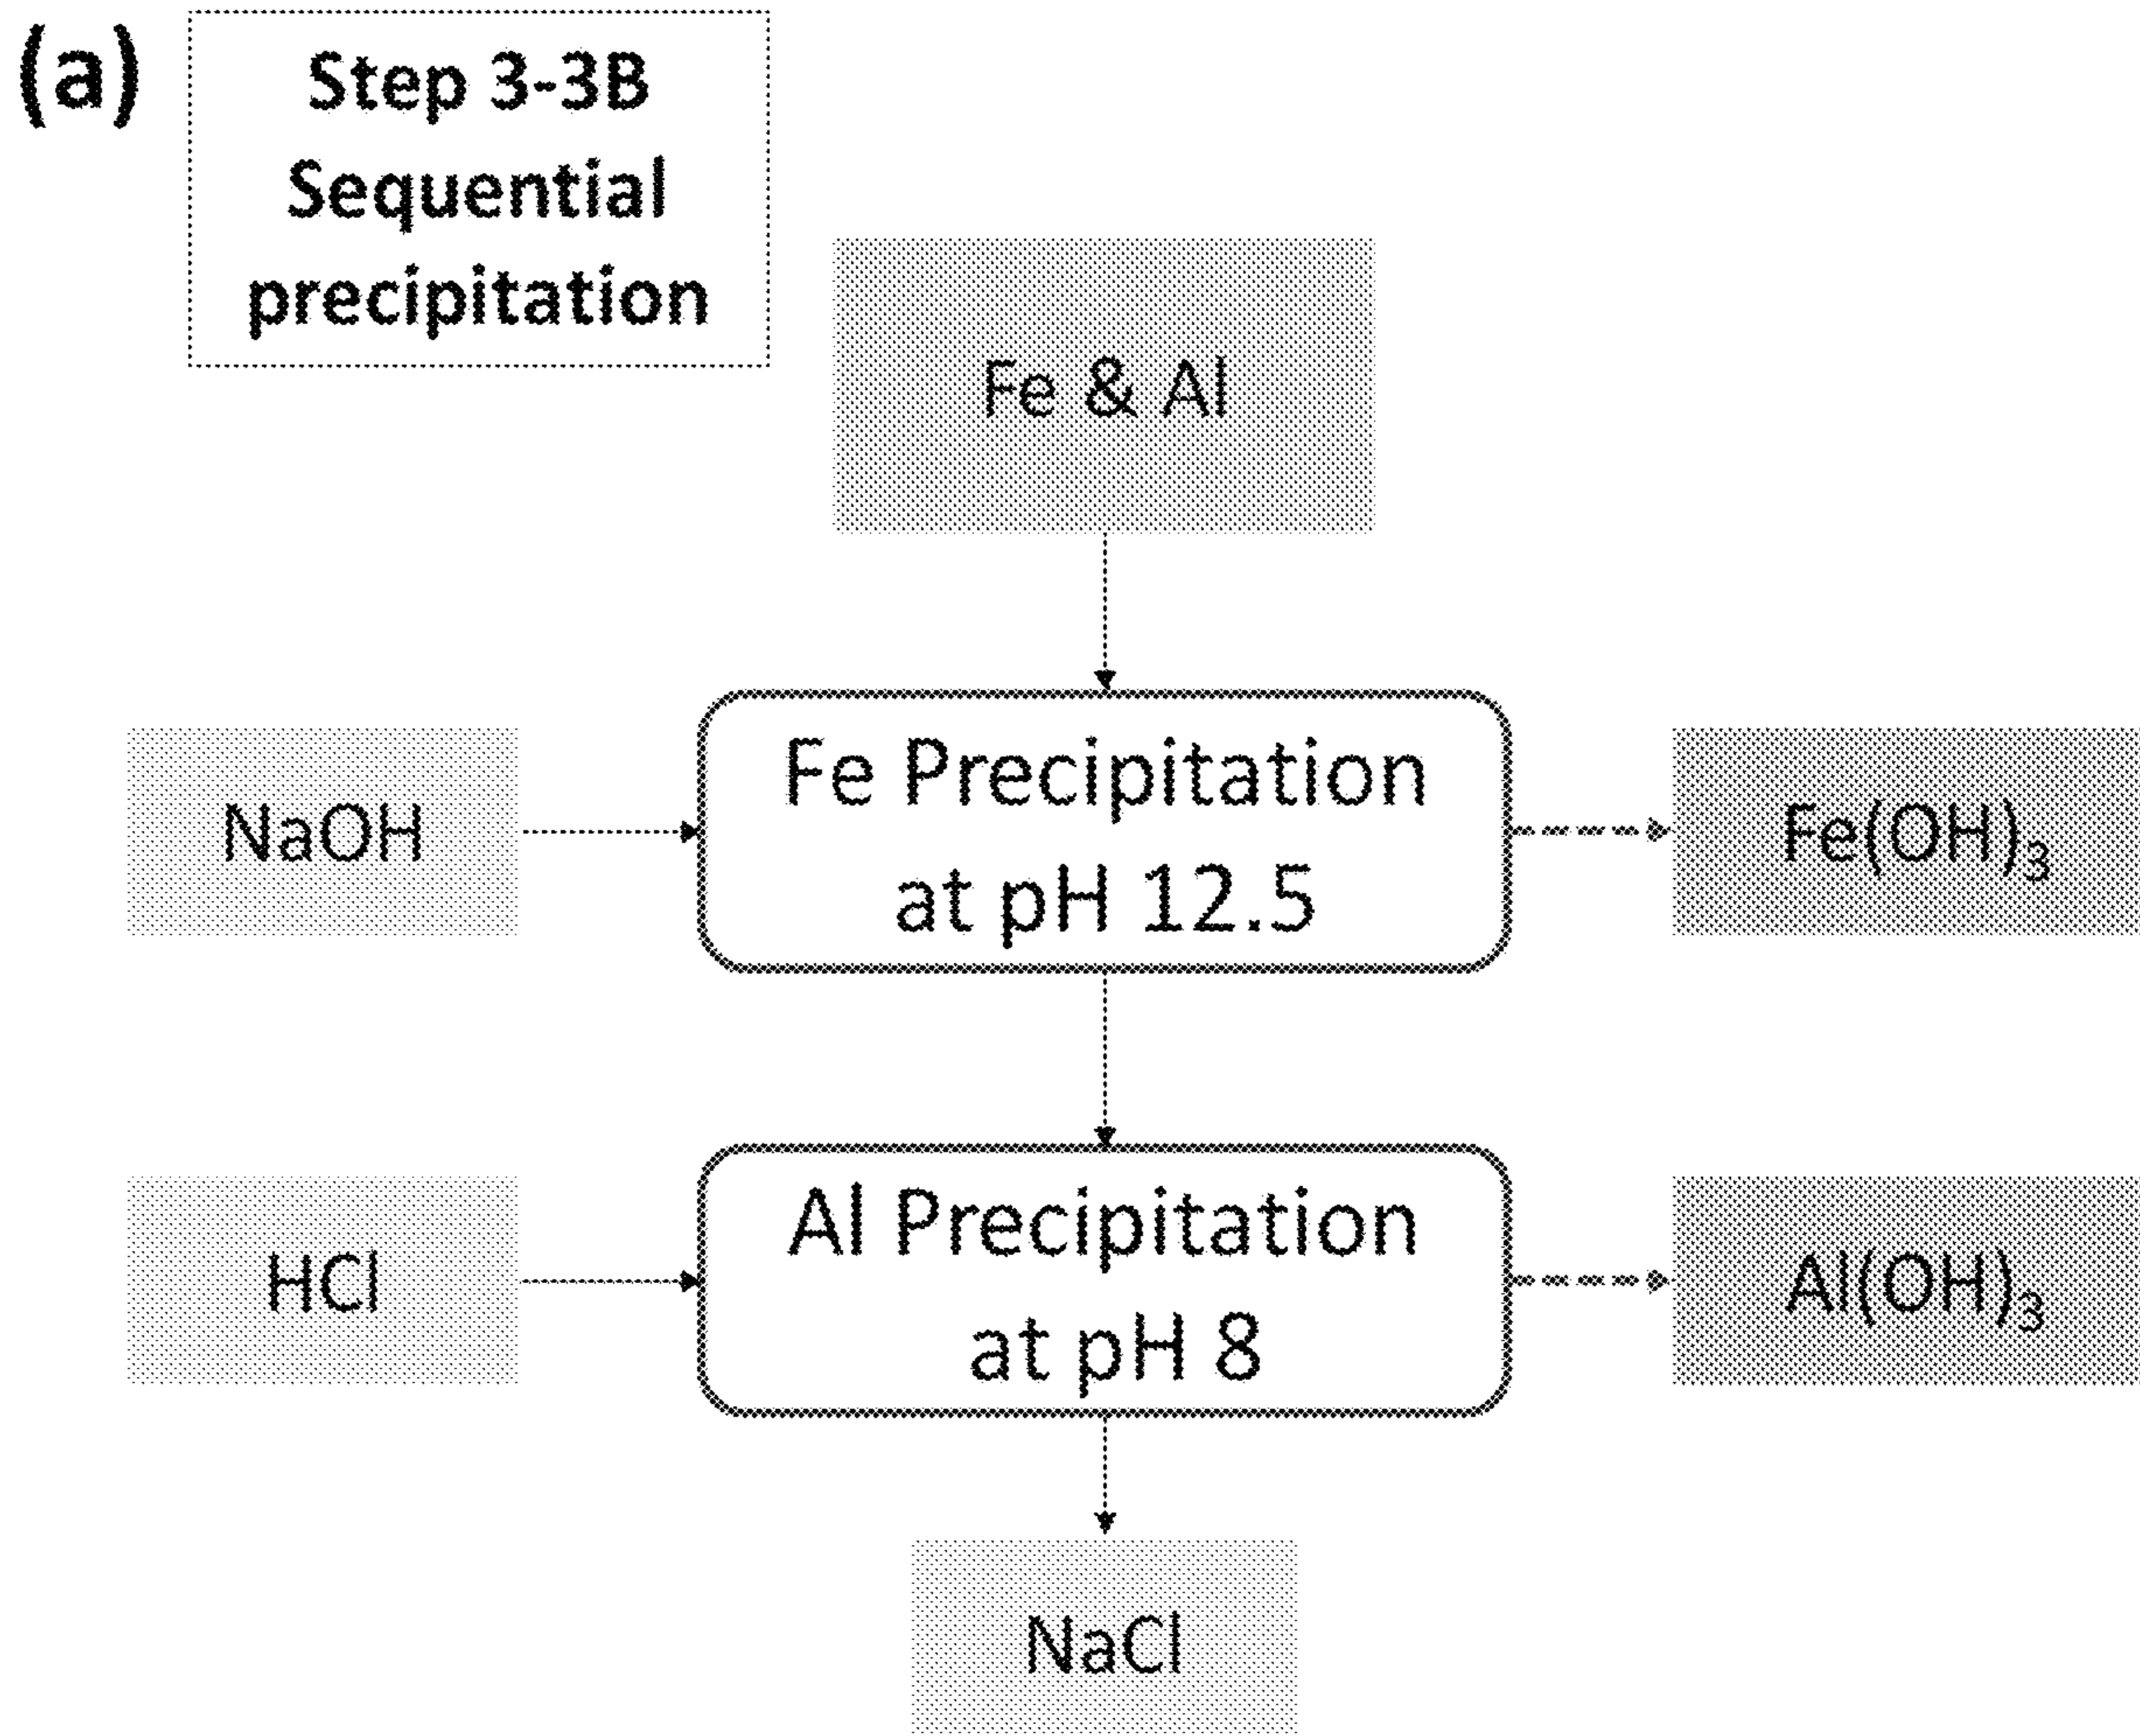 (a)
Step 3-3B
Sequential
precipitation
Fe & Al
NaOH
Fe Precipitation
at pH 12.5
Fe(OH)₃
HCl
Al Precipitation
at pH 8
Al(OH)₃
NaCl